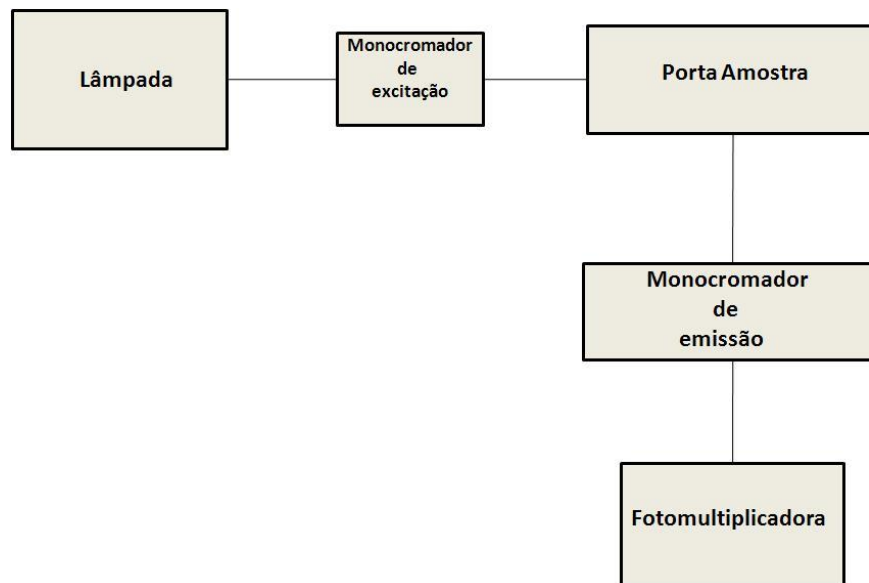 Lâmpada
Monocromador
de
excitação
Porta Amostra
Monocromador
de
emissão
Fotomultiplicadora